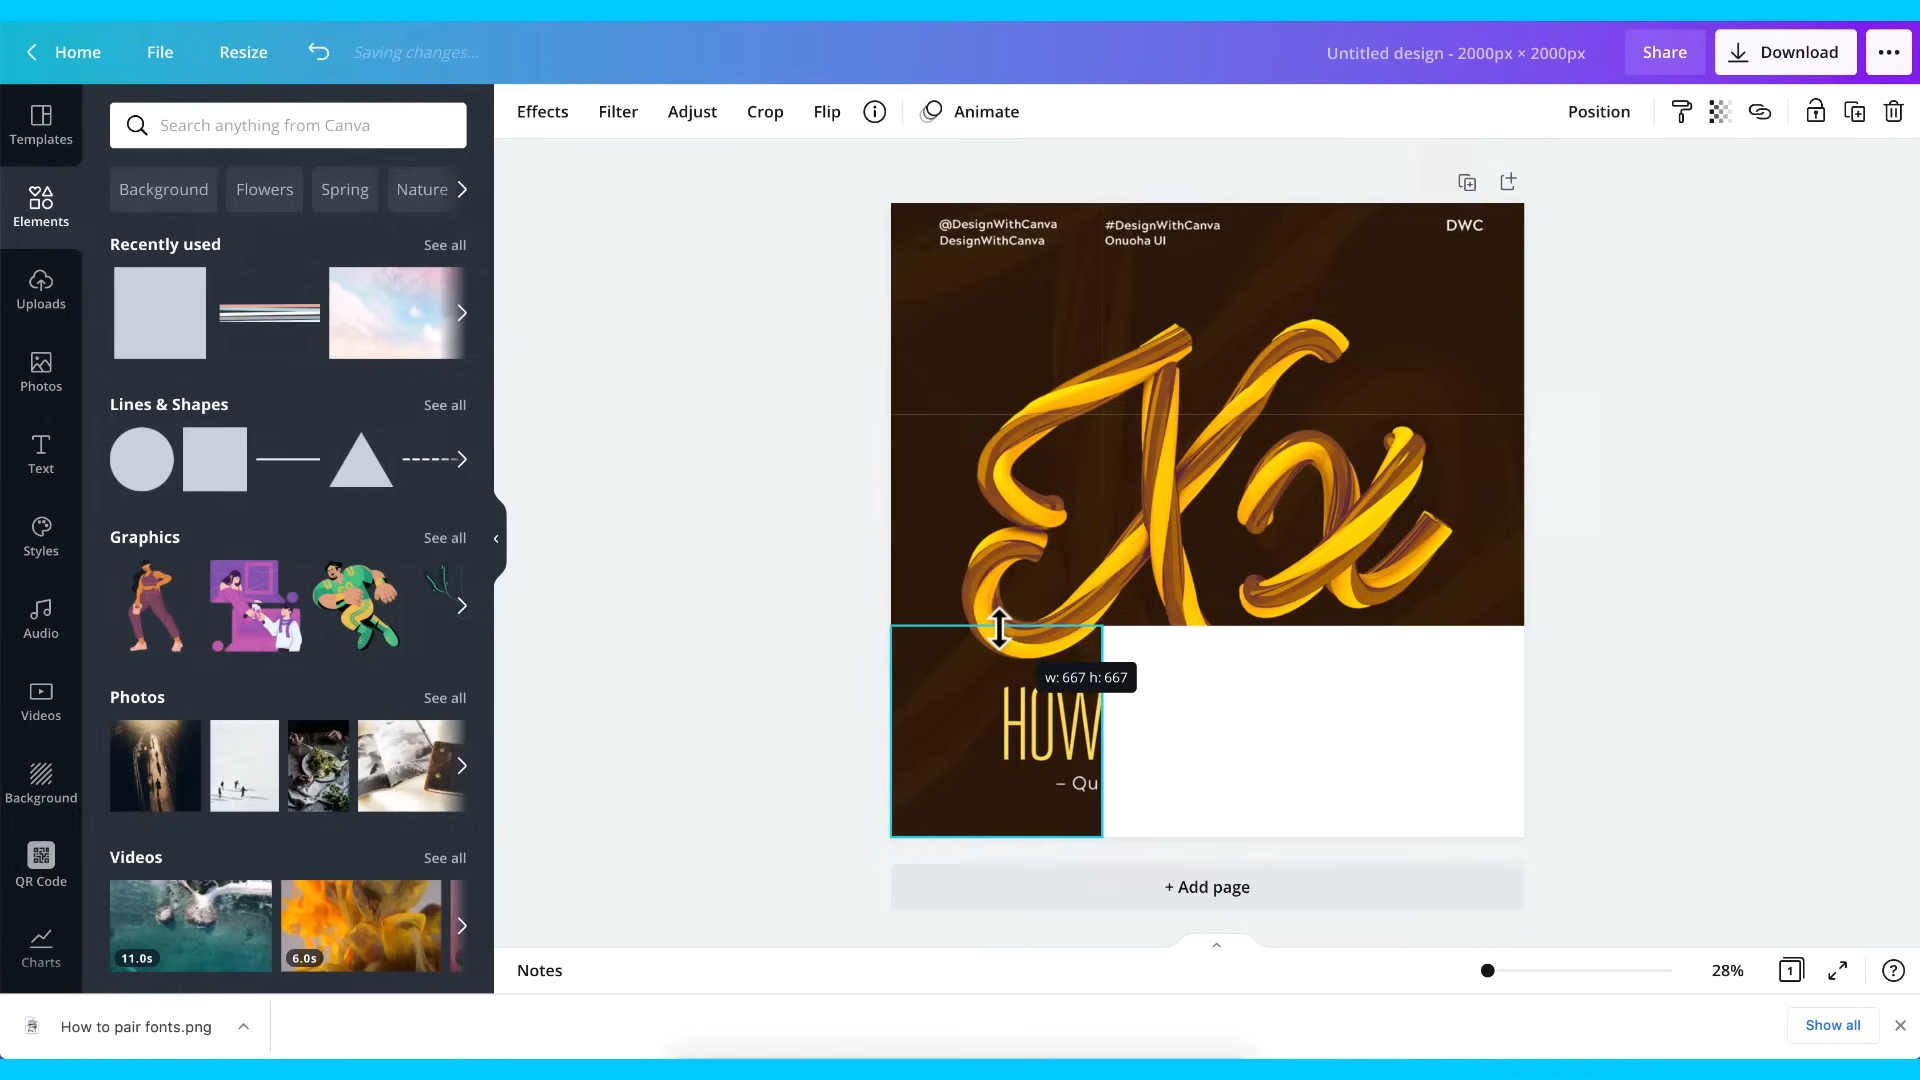 Home
File
Resize
Saving changes...
Untitled design - 2000px × 2000px
Share
Download
Effects
Filter
Adjust
Crop
Flip
Animate
Position
Templates
Elements
Uploads
Photos
Text
Styles
Audio
Videos
Background
QR Code
Charts
Search anything from Canva
Background
Flowers
Spring
Nature
Recently used
See all
Lines & Shapes
See all
Graphics
See all
Photos
See all
Videos
See all
11.0s
6.0s
@DesignWithCanva
DesignWithCanva
#DesignWithCanva
Onuoha UI
DWC
Xx
w: 667 h: 667
HOW
– Qu
+ Add page
Notes
28%
1
How to pair fonts.png
Show all